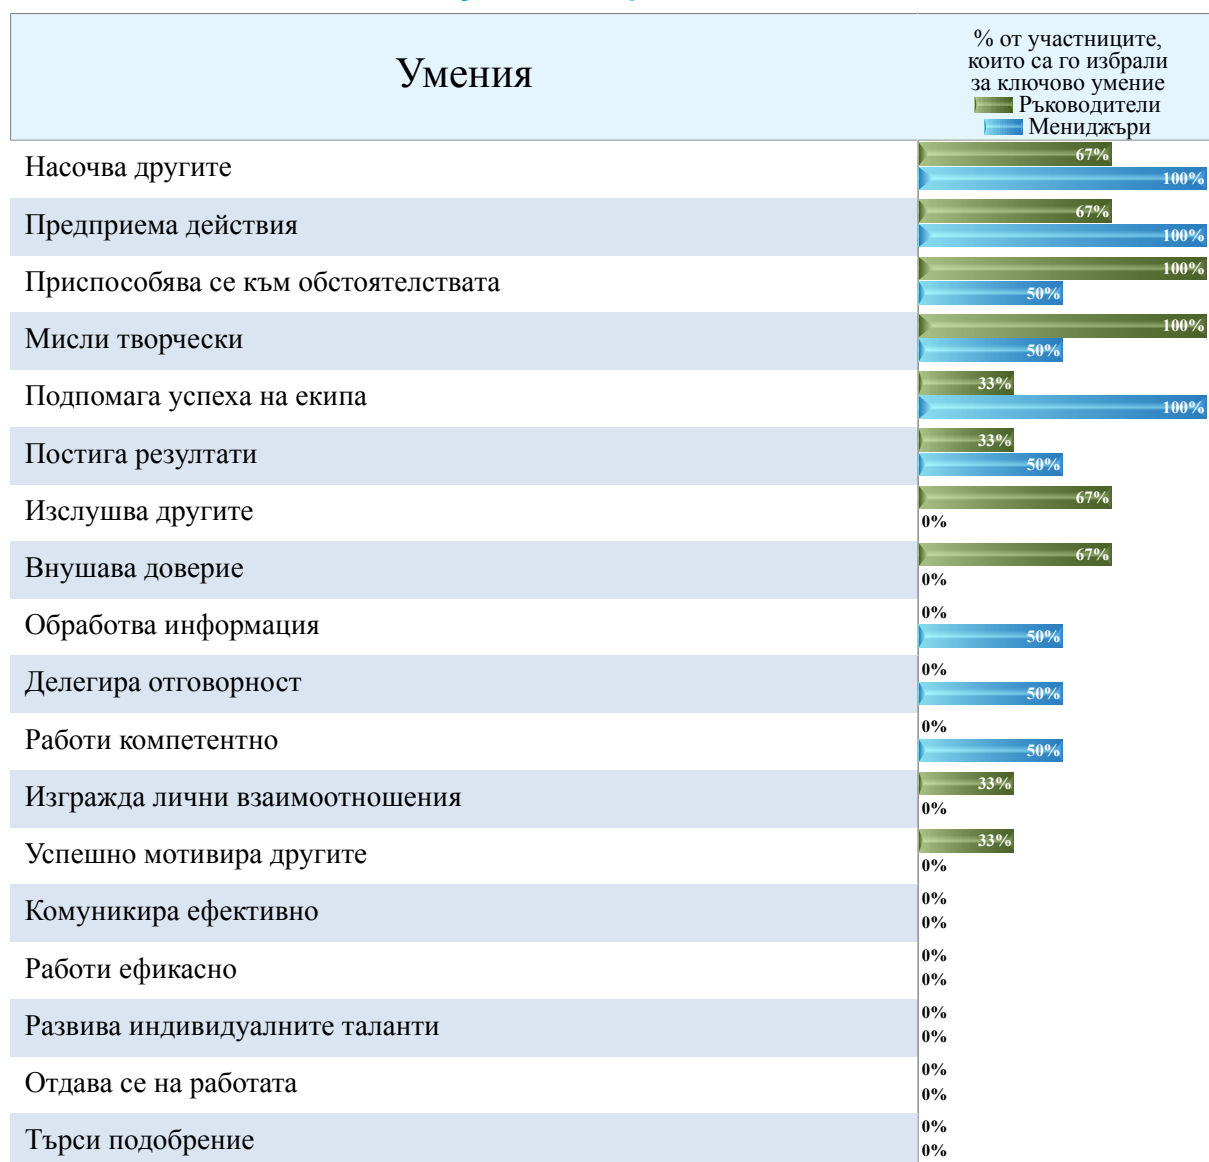 Умения
% от участниците,
които са го избрали
за ключово умение
Ръководители
Мениджъри
Насочва другите
67%
100%
Предприема действия
67%
100%
Приспособява се към обстоятелствата
100%
50%
Мисли творчески
100%
50%
Подпомага успеха на екипа
33%
100%
Постига резултати
33%
50%
Изслушва другите
67%
0%
Внушава доверие
67%
0%
Обработва информация
0%
50%
Делегира отговорност
0%
50%
Работи компетентно
0%
50%
Изгражда лични взаимоотношения
33%
0%
Успешно мотивира другите
33%
0%
Комуникира ефективно
0%
0%
Работи ефикасно
0%
0%
Развива индивидуалните таланти
0%
0%
Отдава се на работата
0%
0%
Търси подобрение
0%
0%